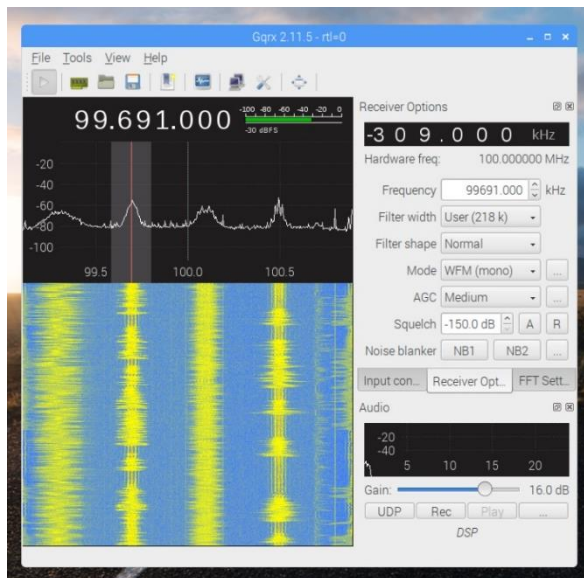 Gqrx 2.11.5 - rtl=0
File Tools View Help
99.691.000
-100 -80 -60 -40 -20 0
-30 dBFS
-20
-40
-60
-80
-100
99.5 100.0 100.5
Receiver Options
-309.000 kHz
Hardware freq: 100.000000 MHz
Frequency 99691.000 kHz
Filter width User (218 k)
Filter shape Normal
Mode WFM (mono) ...
AGC Medium ...
Squelch -150.0 dB A R
Noise blanker NB1 NB2 ...
Input con... Receiver Opt... FFT Sett...
Audio
-20
-40
5 10 15 20
Gain: 16.0 dB
UDP Rec Play ...
DSP